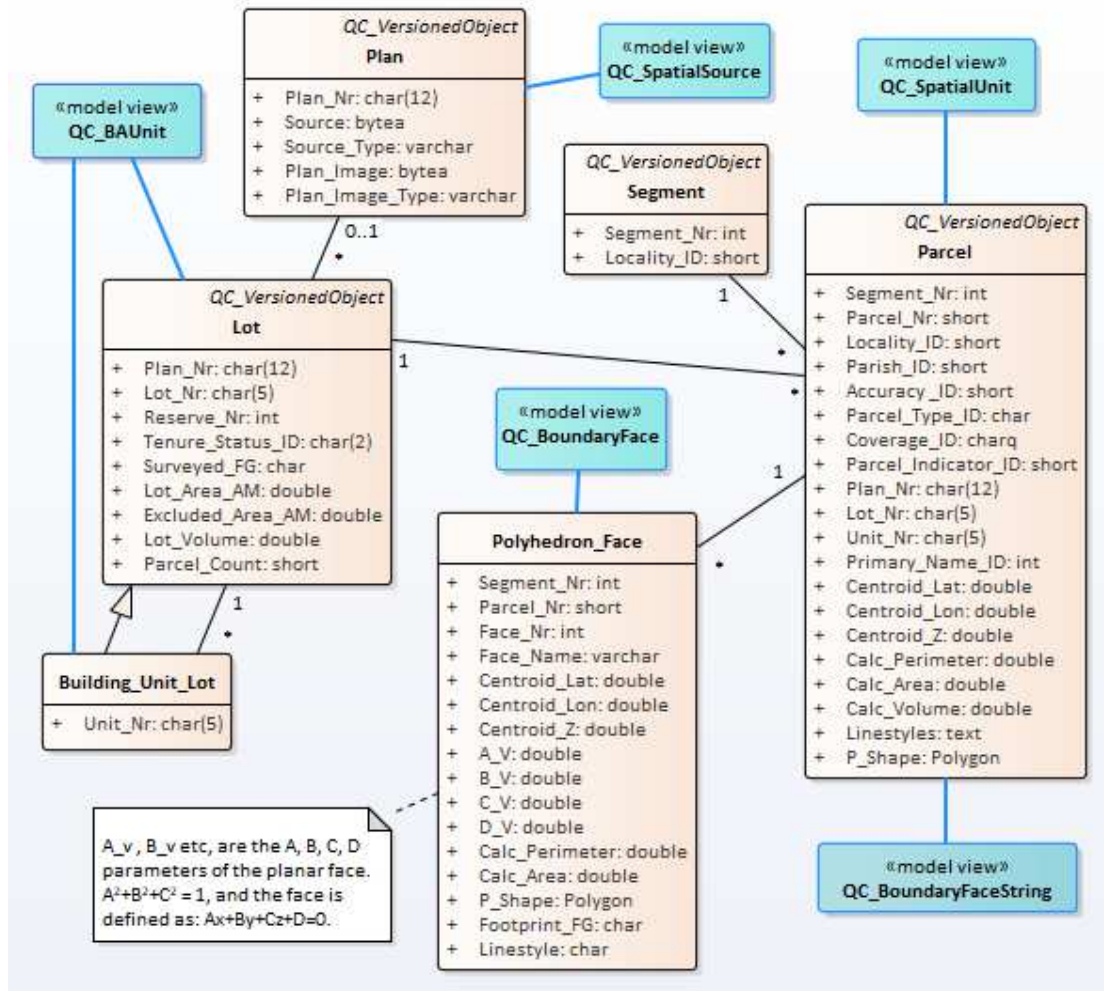 QC_VersionedObject
Plan
+ Plan_Nr: char(12)
+ Source: bytea
+ Source_Type: varchar
+ Plan_Image: bytea
+ Plan_Image_Type: varchar
«model view»
QC_SpatialSource
«model view»
QC_SpatialUnit
«model view»
QC_BAUnit
QC_VersionedObject
Segment
+ Segment_Nr: int
+ Locality_ID: short
0..1
*
1
*
QC_VersionedObject
Lot
+ Plan_Nr: char(12)
+ Lot_Nr: char(5)
+ Reserve_Nr: int
+ Tenure_Status_ID: char(2)
+ Surveyed_FG: char
+ Lot_Area_AM: double
+ Excluded_Area_AM: double
+ Lot_Volume: double
+ Parcel_Count: short
1
*
QC_VersionedObject
Parcel
+ Segment_Nr: int
+ Parcel_Nr: short
+ Locality_ID: short
+ Parish_ID: short
+ Accuracy_ID: short
+ Parcel_Type_ID: char
+ Coverage_ID: charq
+ Parcel_Indicator_ID: short
+ Plan_Nr: char(12)
+ Lot_Nr: char(5)
+ Unit_Nr: char(5)
+ Primary_Name_ID: int
+ Centroid_Lat: double
+ Centroid_Lon: double
+ Centroid_Z: double
+ Calc_Perimeter: double
+ Calc_Area: double
+ Calc_Volume: double
+ Linestyles: text
+ P_Shape: Polygon
«model view»
QC_BoundaryFace
1
*
Polyhedron_Face
+ Segment_Nr: int
+ Parcel_Nr: short
+ Face_Nr: int
+ Face_Name: varchar
+ Centroid_Lat: double
+ Centroid_Lon: double
+ Centroid_Z: double
+ A_V: double
+ B_V: double
+ C_V: double
+ D_V: double
+ Calc_Perimeter: double
+ Calc_Area: double
+ P_Shape: Polygon
+ Footprint_FG: char
+ Linestyle: char
1
*
Building_Unit_Lot
+ Unit_Nr: char(5)
A_v , B_v etc, are the A, B, C, D
parameters of the planar face.
A²+B²+C² = 1, and the face is
defined as: Ax+By+Cz+D=0.
«model view»
QC_BoundaryFaceString